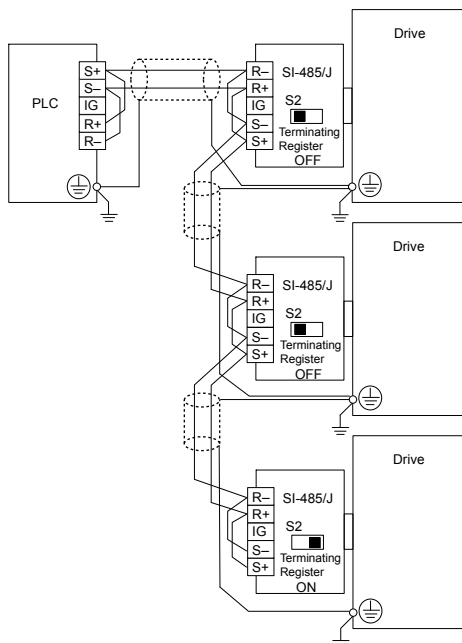 PLC
S+
S–
IG
R+
R–
R–
R+
IG
S–
S+
SI-485/J
S2
Terminating
Register
OFF
Drive
R–
R+
IG
S–
S+
SI-485/J
S2
Terminating
Register
OFF
Drive
R–
R+
IG
S–
S+
SI-485/J
S2
Terminating
Register
ON
Drive